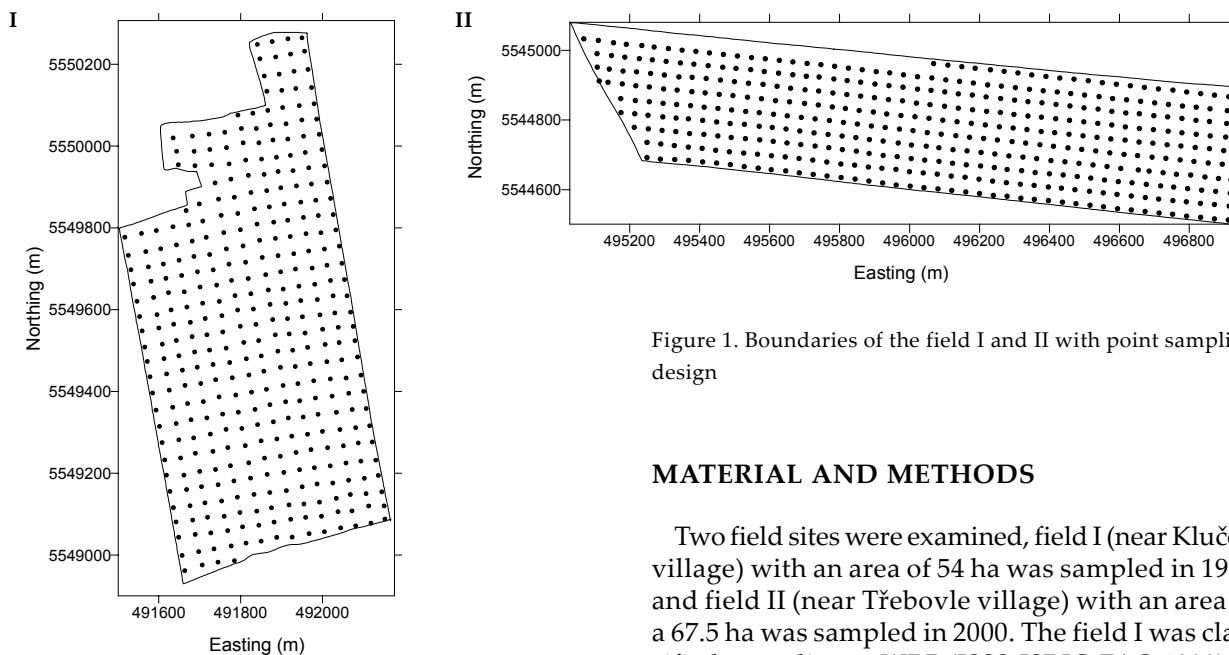 I
5550200
5550000
5549800
5549600
5549400
5549200
5549000
Northing (m)
491600 491800 492000
Easting (m)
II
5545000
5544800
5544600
Northing (m)
495200 495400 495600 495800 496000 496200 496400 496600 496800
Easting (m)
Figure 1. Boundaries of the field I and II with point sampli
design
MATERIAL AND METHODS
Two field sites were examined, field I (near Kluč
village) with an area of 54 ha was sampled in 19
and field II (near Třebovle village) with an area
a 67.5 ha was sampled in 2000. The field I was cla